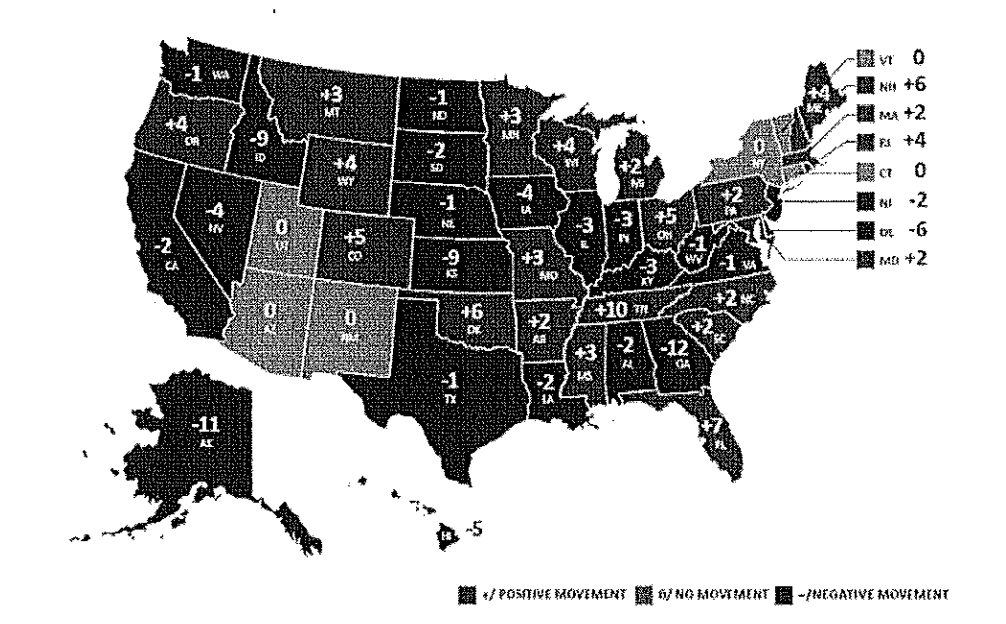 VT 0
NH +6
MA +2
RI +4
CT 0
NJ -2
DE -6
MD +2
-1 WA
+4
OR
-2
CA
-4
NV
-9
ID
+3
MT
+4
WY
0
UT
+5
CO
0
AZ
0
NM
-1
ND
-2
SD
-1
NE
-9
KS
+6
OK
-1
TX
+3
MN
-4
IA
+3
MO
+2
AR
-2
LA
+4
WI
-3
IL
+2
MI
-3
IN
+5
OH
-3
KY
+10 TN
+3
MS
-2
AL
-12
GA
+7
FL
+2
SC
+2 NC
-1 VA
-1
WV
+2
PA
0
NY
+4
ME
-11
AK
HI -5
+/ POSITIVE MOVEMENT 0/ NO MOVEMENT -/NEGATIVE MOVEMENT